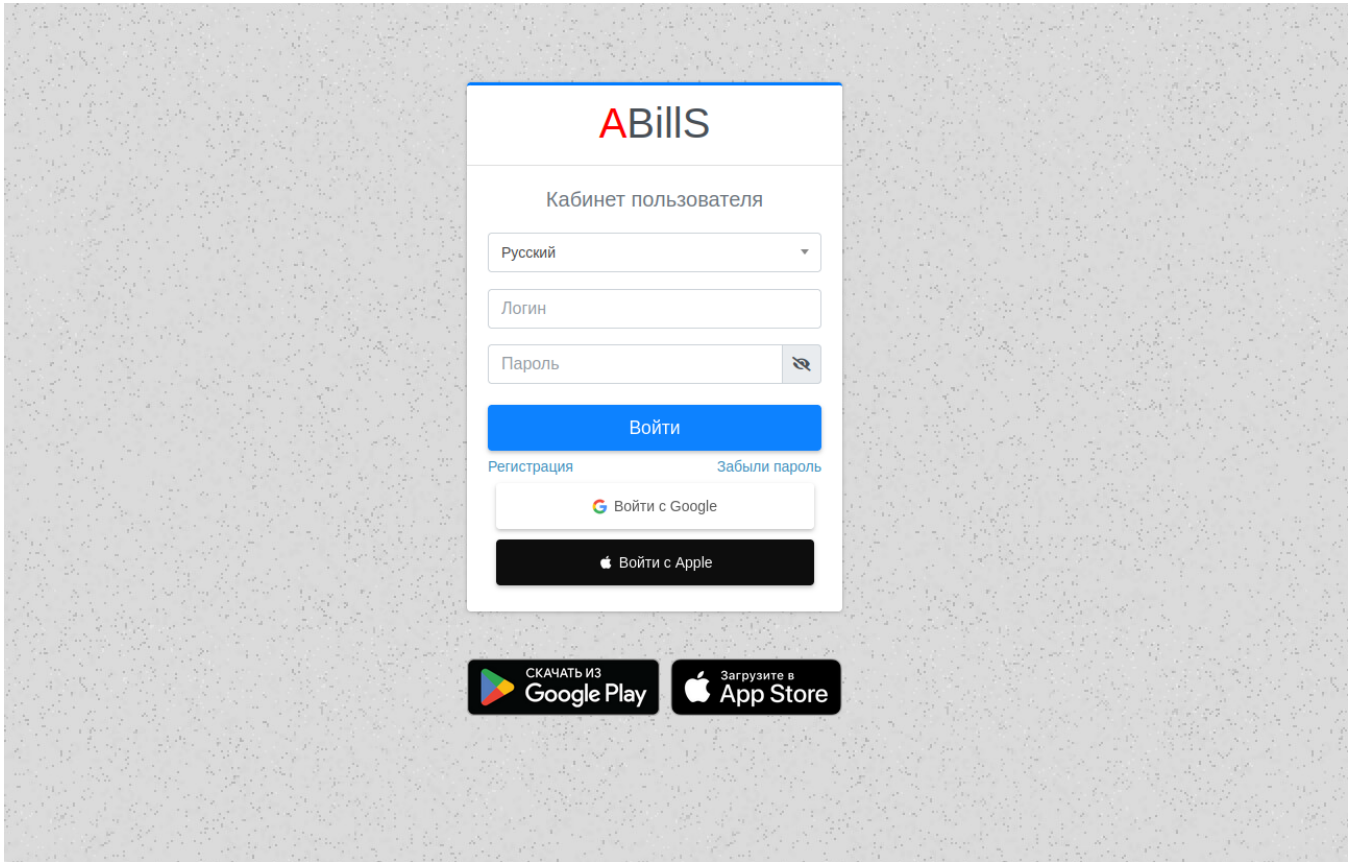 ABillS
Кабинет пользователя
Русский
Логин
Пароль
Войти
Регистрация Забыли пароль
Войти с Google
Войти с Apple
СКАЧАТЬ ИЗ
Google Play
Загрузите в
App Store